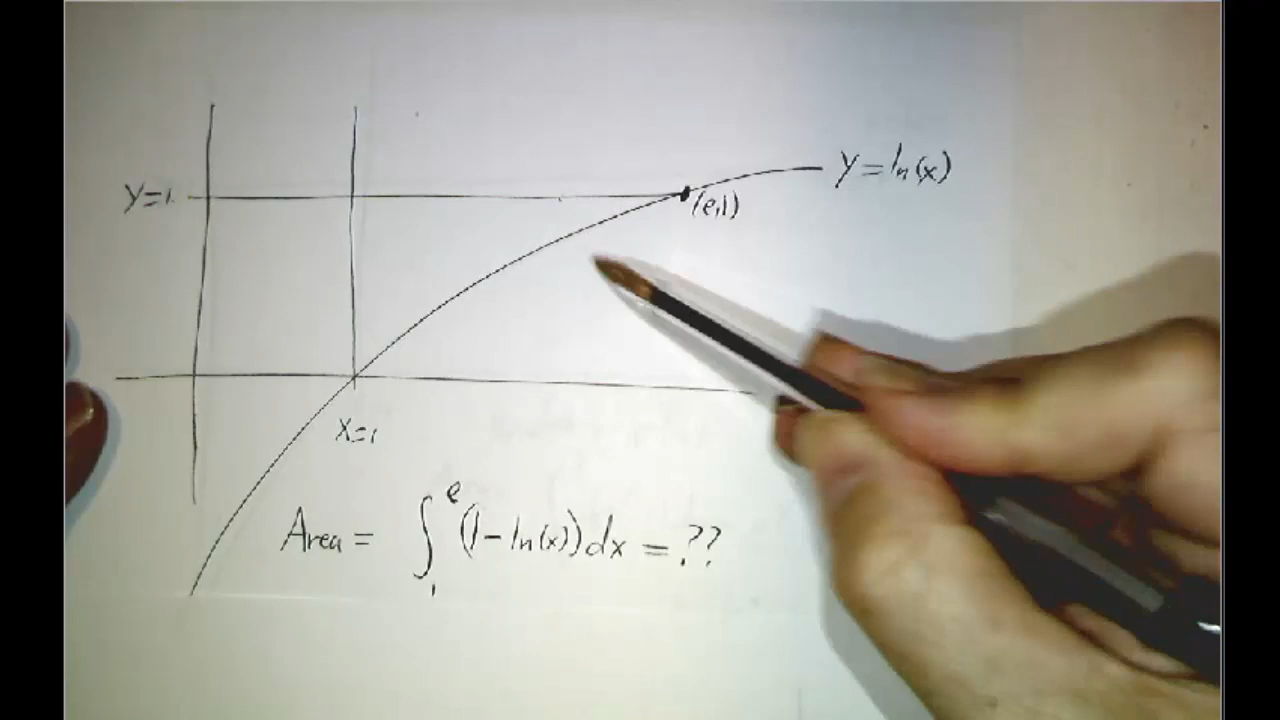 y=ln(x)
y=1
(e,1)
x=1
Area = ∫₁ᵉ (1-ln(x))dx = ??